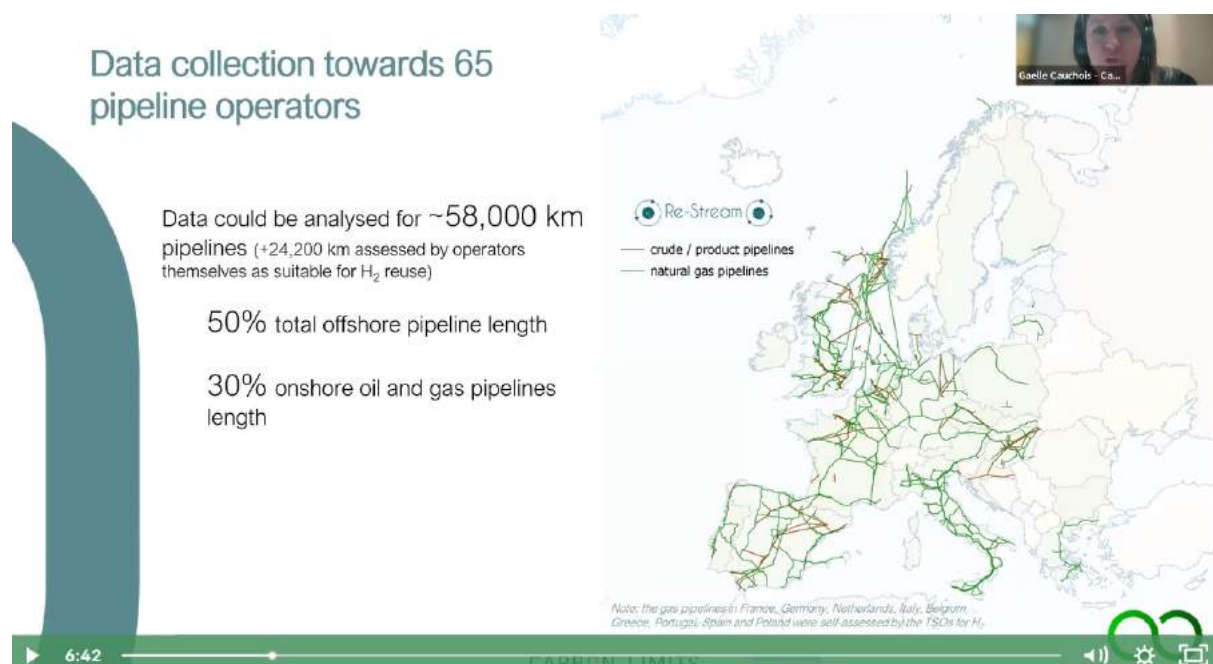 Data collection towards 65
pipeline operators
Gaelle Cauchois - Ca...
Data could be analysed for ~58,000 km
pipelines (+24,200 km assessed by operators
themselves as suitable for H₂ reuse)
50% total offshore pipeline length
30% onshore oil and gas pipelines
length
Re-Stream
crude / product pipelines
natural gas pipelines
Note: the gas pipelines in France, Germany, Netherlands, Italy, Belgium,
Greece, Portugal, Spain and Poland were self-assessed by the TSOs for H₂
6:42
CARBON LIMITS